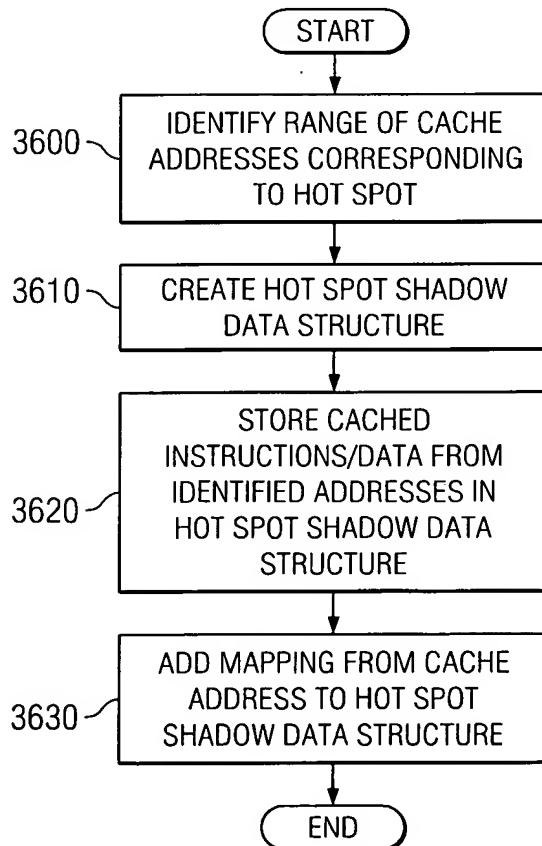 START
3600
IDENTIFY RANGE OF CACHE
ADDRESSES CORRESPONDING
TO HOT SPOT
3610
CREATE HOT SPOT SHADOW
DATA STRUCTURE
3620
STORE CACHED
INSTRUCTIONS/DATA FROM
IDENTIFIED ADDRESSES IN
HOT SPOT SHADOW DATA
STRUCTURE
3630
ADD MAPPING FROM CACHE
ADDRESS TO HOT SPOT
SHADOW DATA STRUCTURE
END